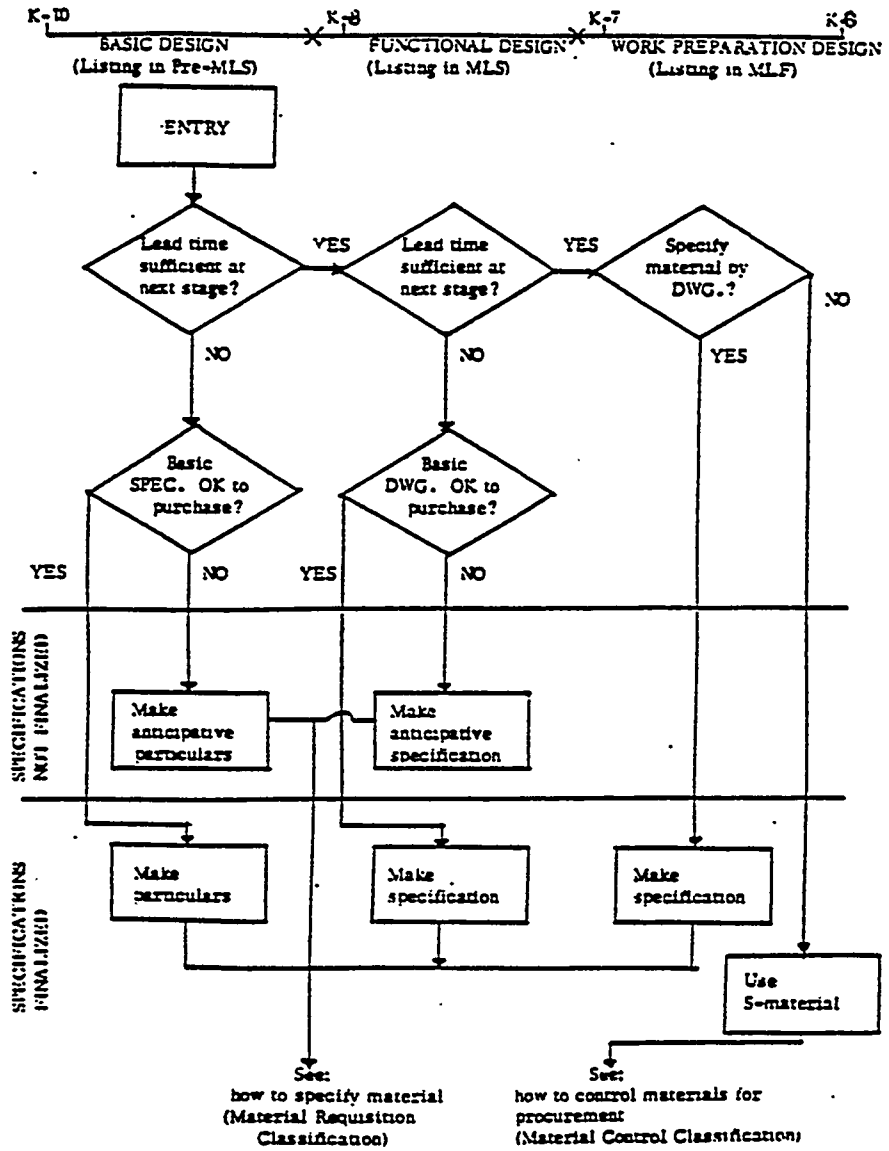 K-10 K-8 K-7 K-6
BASIC DESIGN
(Listing in Pre-MLS)
FUNCTIONAL DESIGN
(Listing in MLS)
WORK PREPARATION DESIGN
(Listing in MLF)
ENTRY
Lead time
sufficient at
next stage?
YES
Lead time
sufficient at
next stage?
YES
Specify
material by
DWG.?
NO
NO
NO
YES
Basic
SPEC. OK to
purchase?
Basic
DWG. OK to
purchase?
YES
NO
YES
NO
SPECIFICATIONS
NOT FINALIZED
Make
anticipative
particulars
Make
anticipative
specification
SPECIFICATIONS
FINALIZED
Make
particulars
Make
specification
Make
specification
Use
S-material
See:
how to specify material
(Material Requisition
Classification)
See:
how to control materials for
procurement
(Material Control Classification)